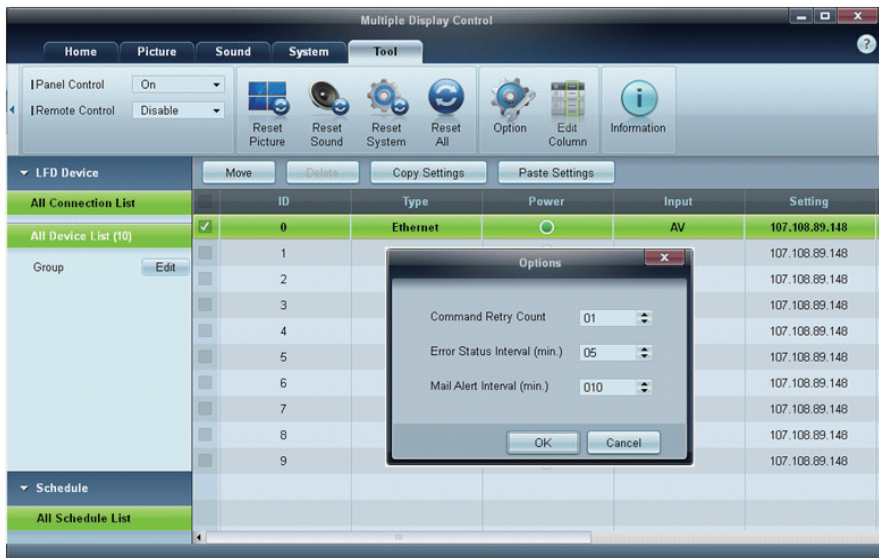 Multiple Display Control
Home Picture Sound System Tool
?
Panel Control On
Remote Control Disable
Reset Picture
Reset Sound
Reset System
Reset All
Option
Edit Column
Information
LFD Device
Move Delete Copy Settings Paste Settings
All Connection List
ID Type Power Input Setting
All Device List (10)
0 Ethernet AV 107.108.89.148
Group Edit
1 107.108.89.148
2 107.108.89.148
3 107.108.89.148
4 107.108.89.148
5 107.108.89.148
6 107.108.89.148
7 107.108.89.148
8 107.108.89.148
9 107.108.89.148
Options
Command Retry Count 01
Error Status Interval (min.) 05
Mail Alert Interval (min.) 010
OK Cancel
Schedule
All Schedule List